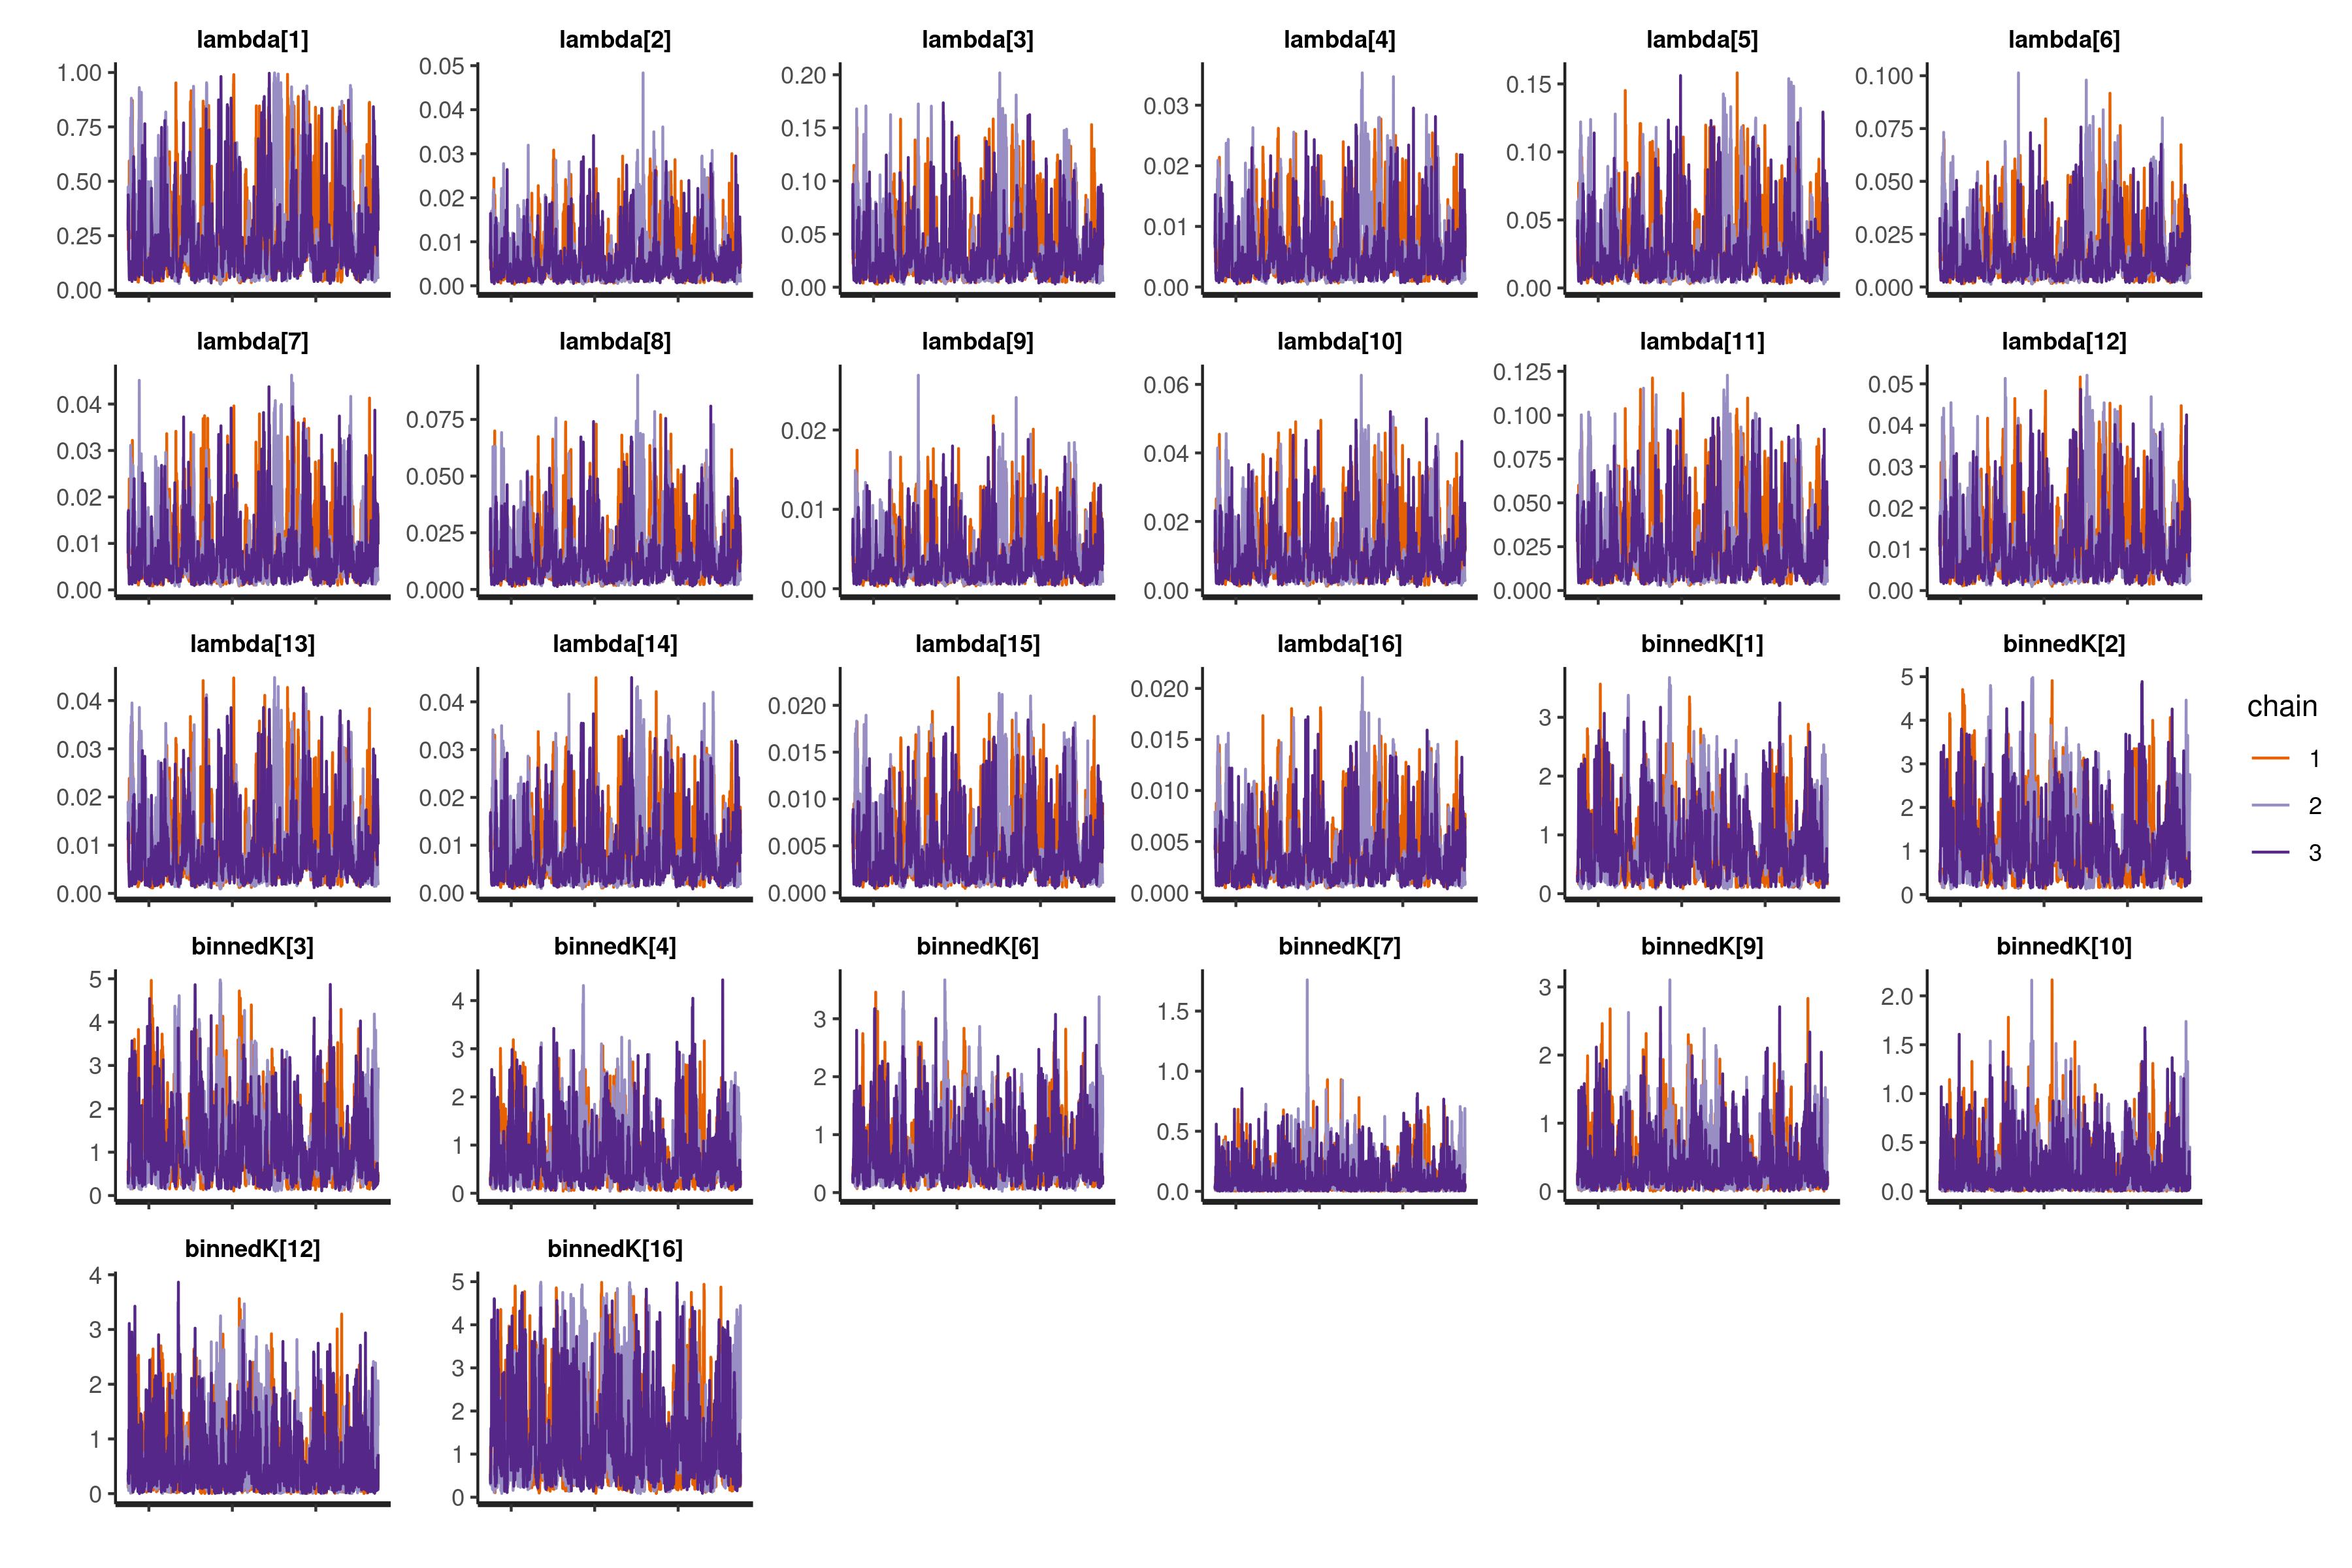 lambda[1] lambda[2] lambda[3] lambda[4] lambda[5] lambda[6]
1.00 0.75 0.50 0.25 0.00
0.05 0.04 0.03 0.02 0.01 0.00
0.20 0.15 0.10 0.05 0.00
0.03 0.02 0.01 0.00
0.15 0.10 0.05 0.00
0.100 0.075 0.050 0.025 0.000
lambda[7] lambda[8] lambda[9] lambda[10] lambda[11] lambda[12]
0.04 0.03 0.02 0.01 0.00
0.075 0.050 0.025 0.000
0.02 0.01 0.00
0.06 0.04 0.02 0.00
0.125 0.100 0.075 0.050 0.025 0.000
0.05 0.04 0.03 0.02 0.01 0.00
lambda[13] lambda[14] lambda[15] lambda[16] binnedK[1] binnedK[2]
0.04 0.03 0.02 0.01 0.00
0.04 0.03 0.02 0.01 0.00
0.020 0.015 0.010 0.005 0.000
0.020 0.015 0.010 0.005 0.000
3 2 1 0
5 4 3 2 1 0
chain
1
2
3
binnedK[3] binnedK[4] binnedK[6] binnedK[7] binnedK[9] binnedK[10]
5 4 3 2 1 0
4 3 2 1 0
3 2 1 0
1.5 1.0 0.5 0.0
3 2 1 0
2.0 1.5 1.0 0.5 0.0
binnedK[12] binnedK[16]
4 3 2 1 0
5 4 3 2 1 0